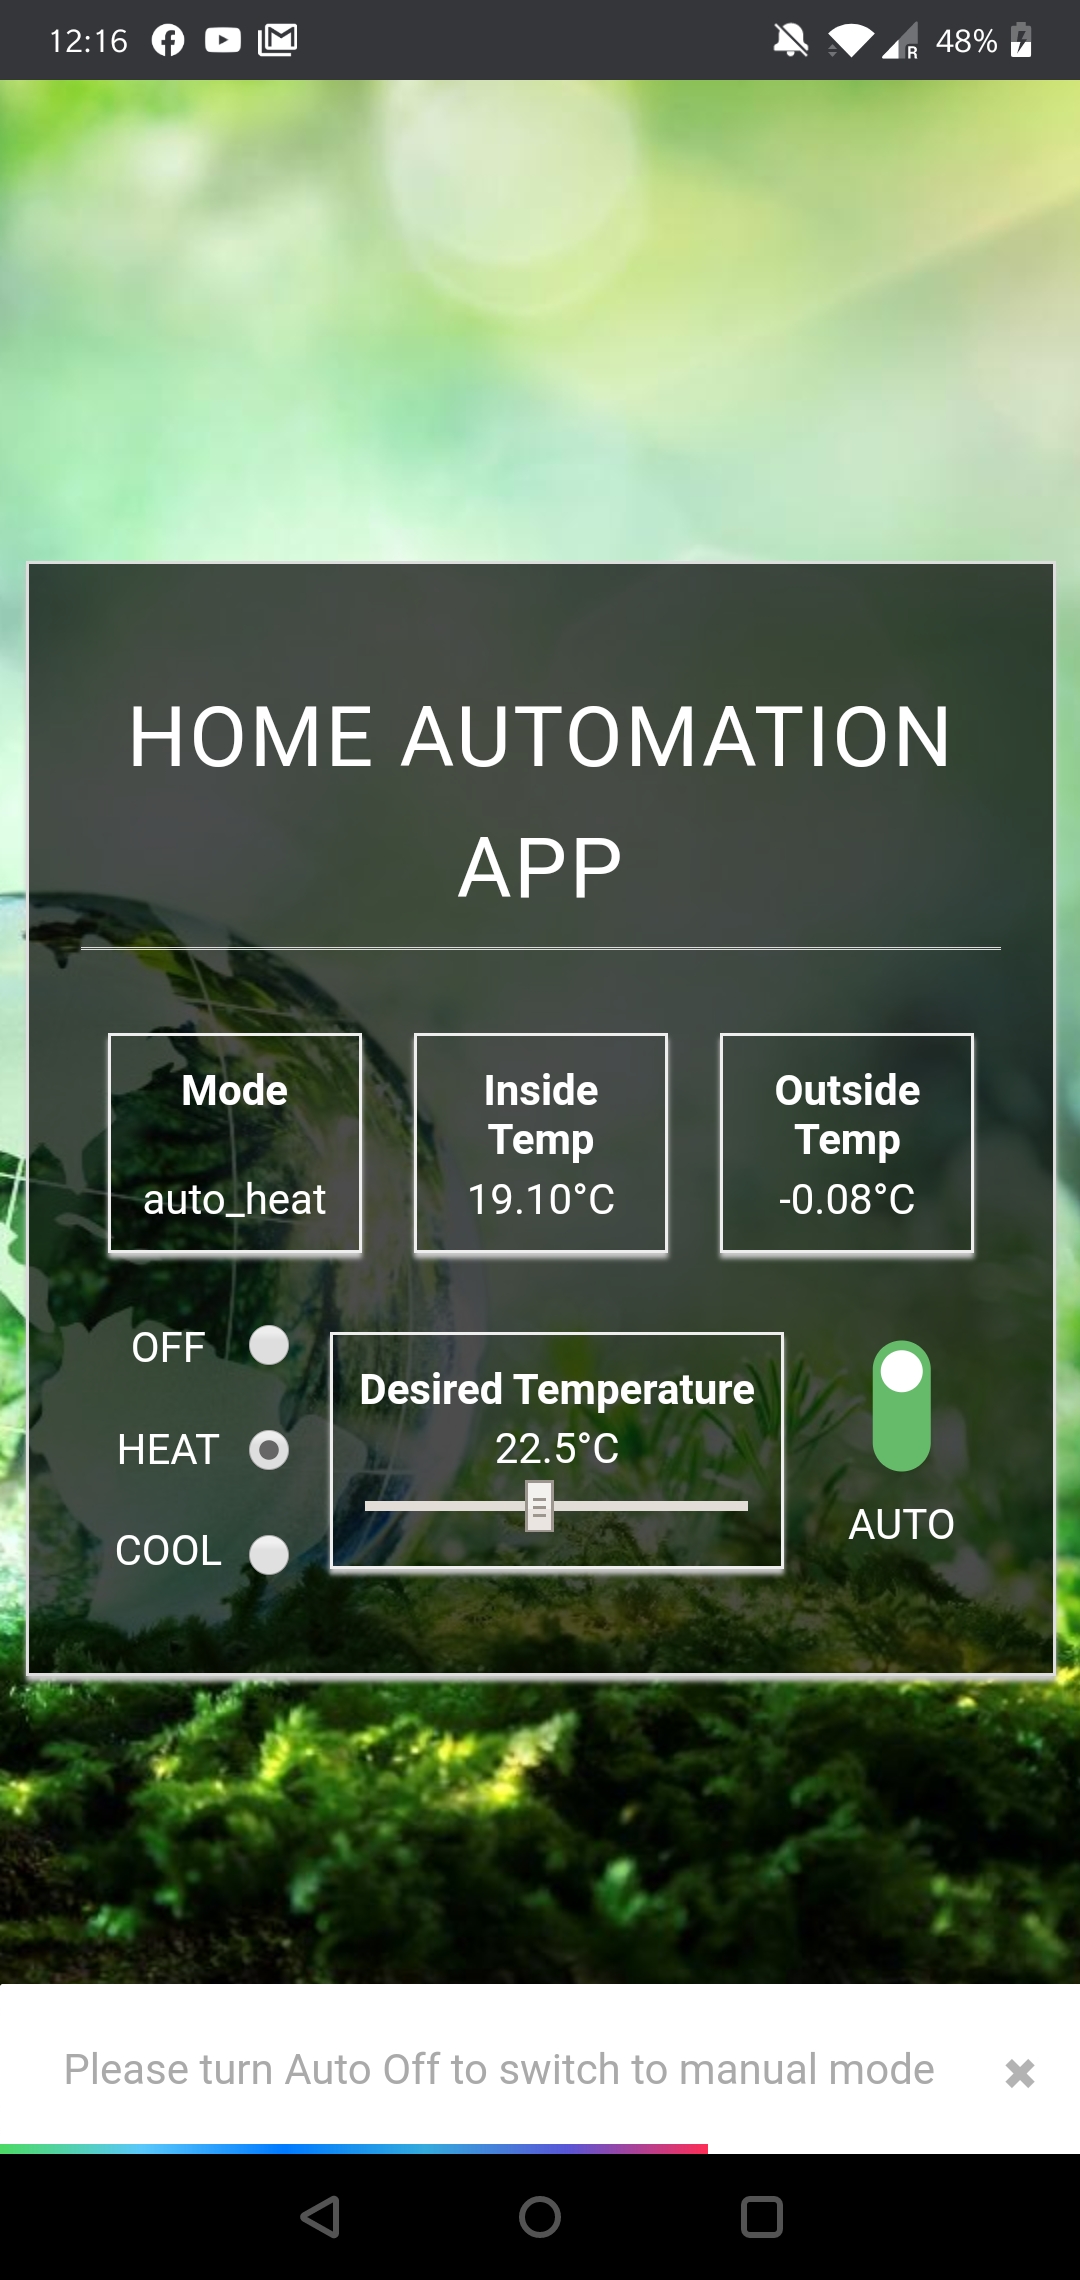 12:16
R
48%
HOME AUTOMATION
APP
Mode
auto_heat
Inside
Temp
19.10°C
Outside
Temp
-0.08°C
OFF
HEAT
COOL
Desired Temperature
22.5°C
AUTO
Please turn Auto Off to switch to manual mode